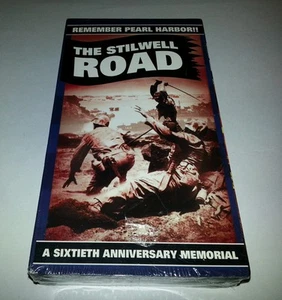 REMEMBER PEARL HARBOR!!
THE STILWELL
ROAD
A SIXTIETH ANNIVERSARY MEMORIAL